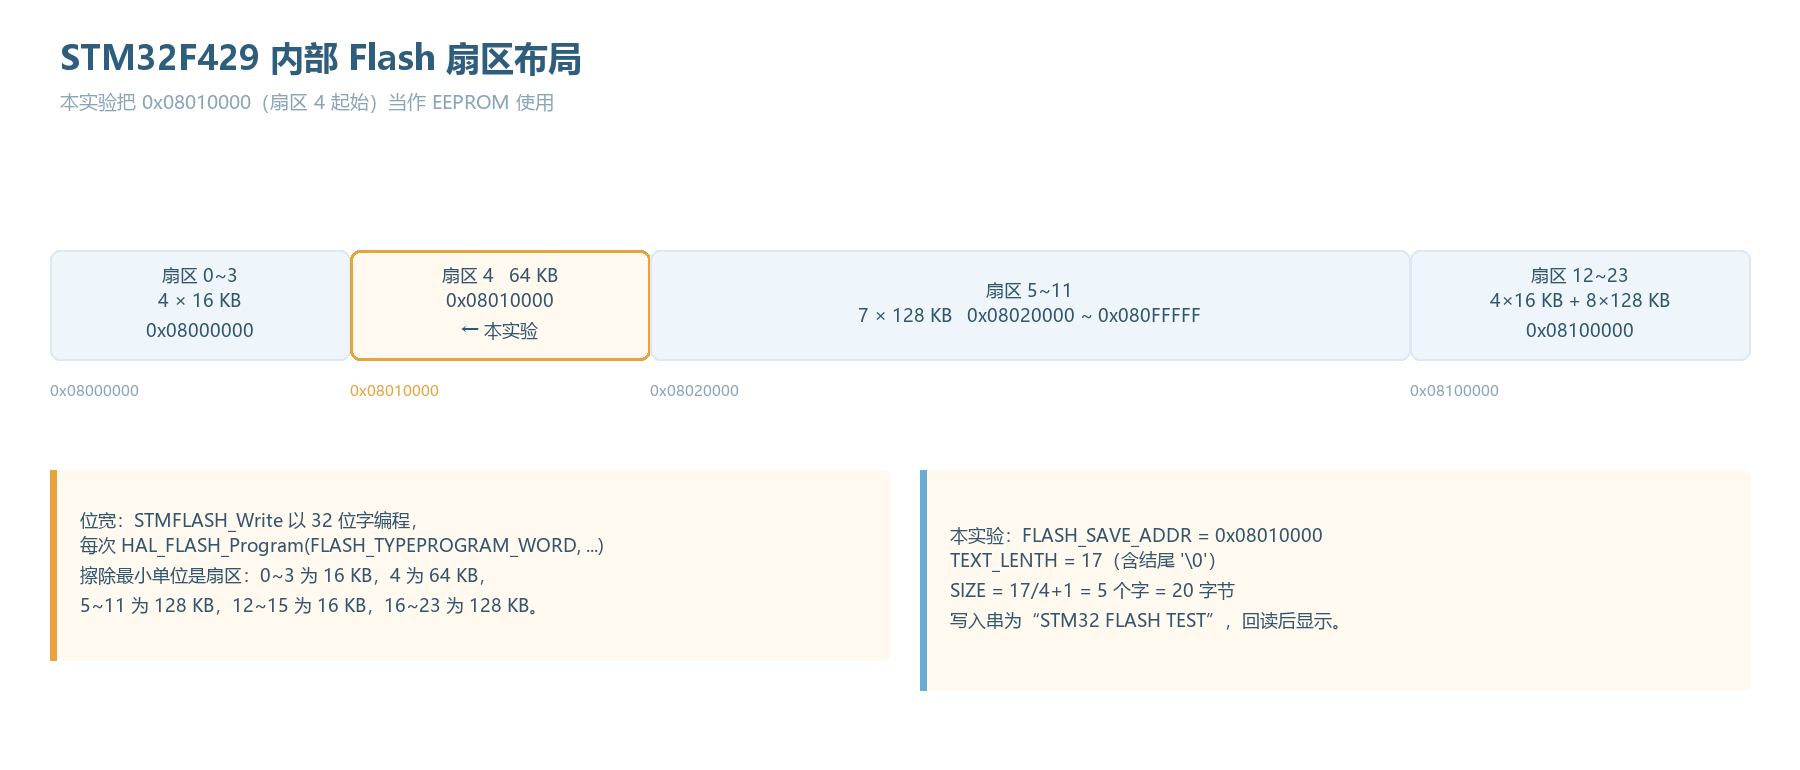 STM32F429 内部 Flash 扇区布局
本实验把 0x08010000（扇区 4 起始）当作 EEPROM 使用
扇区 0~3
4 × 16 KB
0x08000000
扇区 4   64 KB
0x08010000
← 本实验
扇区 5~11
7 × 128 KB   0x08020000 ~ 0x080FFFFF
扇区 12~23
4×16 KB + 8×128 KB
0x08100000
0x08000000
0x08010000
0x08020000
0x08100000
位宽：STMFLASH_Write 以 32 位字编程，
每次 HAL_FLASH_Program(FLASH_TYPEPROGRAM_WORD, ...)
擦除最小单位是扇区：0~3 为 16 KB，4 为 64 KB，
5~11 为 128 KB，12~15 为 16 KB，16~23 为 128 KB。
本实验：FLASH_SAVE_ADDR = 0x08010000
TEXT_LENTH = 17（含结尾 '\0'）
SIZE = 17/4+1 = 5 个字 = 20 字节
写入串为“STM32 FLASH TEST”，回读后显示。